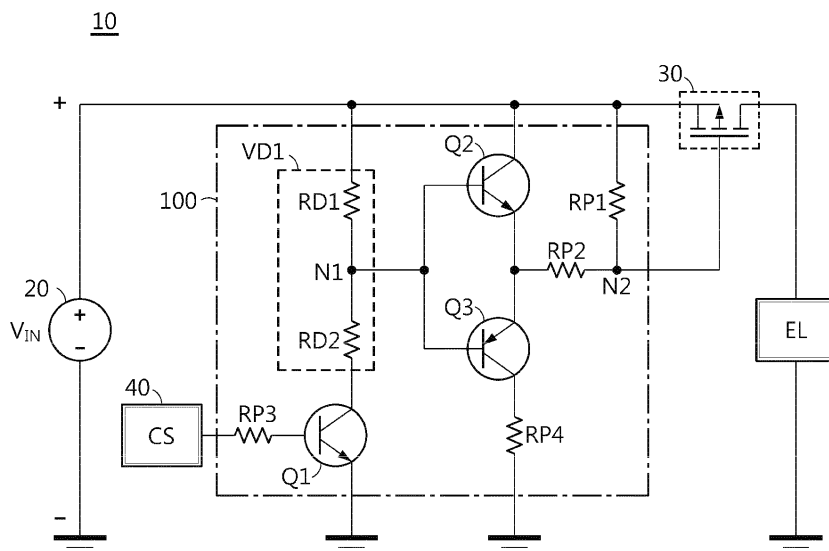 10
30
+
VD1
Q2
100
RD1
RP1
RP2
N1
N2
20
Q3
+
VIN
−
RD2
EL
40
RP3
CS
RP4
Q1
−